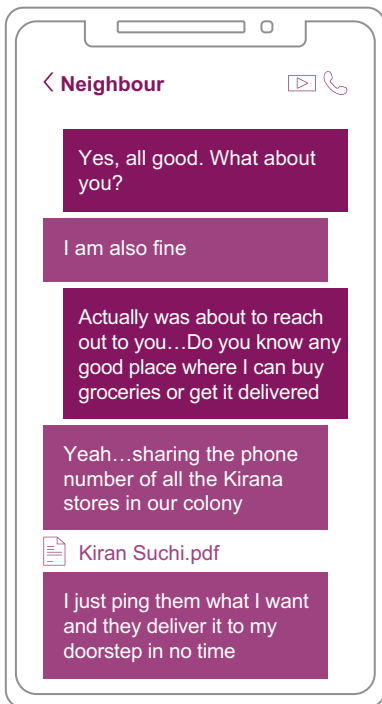 Neighbour
Yes, all good. What about
you?
I am also fine
Actually was about to reach
out to you…Do you know any
good place where I can buy
groceries or get it delivered
Yeah…sharing the phone
number of all the Kirana
stores in our colony
Kiran Suchi.pdf
I just ping them what I want
and they deliver it to my
doorstep in no time